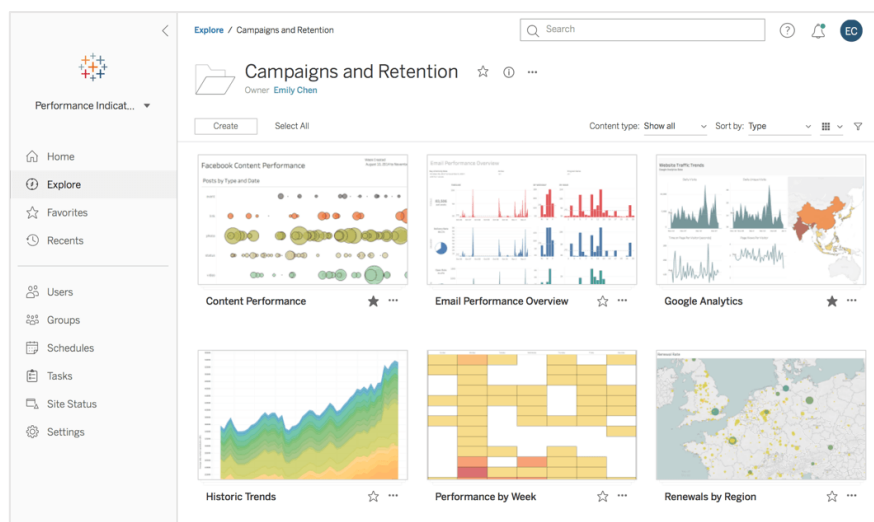 Explore / Campaigns and Retention
Search
?
EC
Campaigns and Retention
Owner Emily Chen
Performance Indicat...
Create
Select All
Content type: Show all
Sort by: Type
Home
Explore
Favorites
Recents
Users
Groups
Schedules
Tasks
Site Status
Settings
Facebook Content Performance
Posts by Type and Date
Email Performance Overview
Website Traffic Trends
Content Performance
Email Performance Overview
Google Analytics
Renewal Rate
Historic Trends
Performance by Week
Renewals by Region